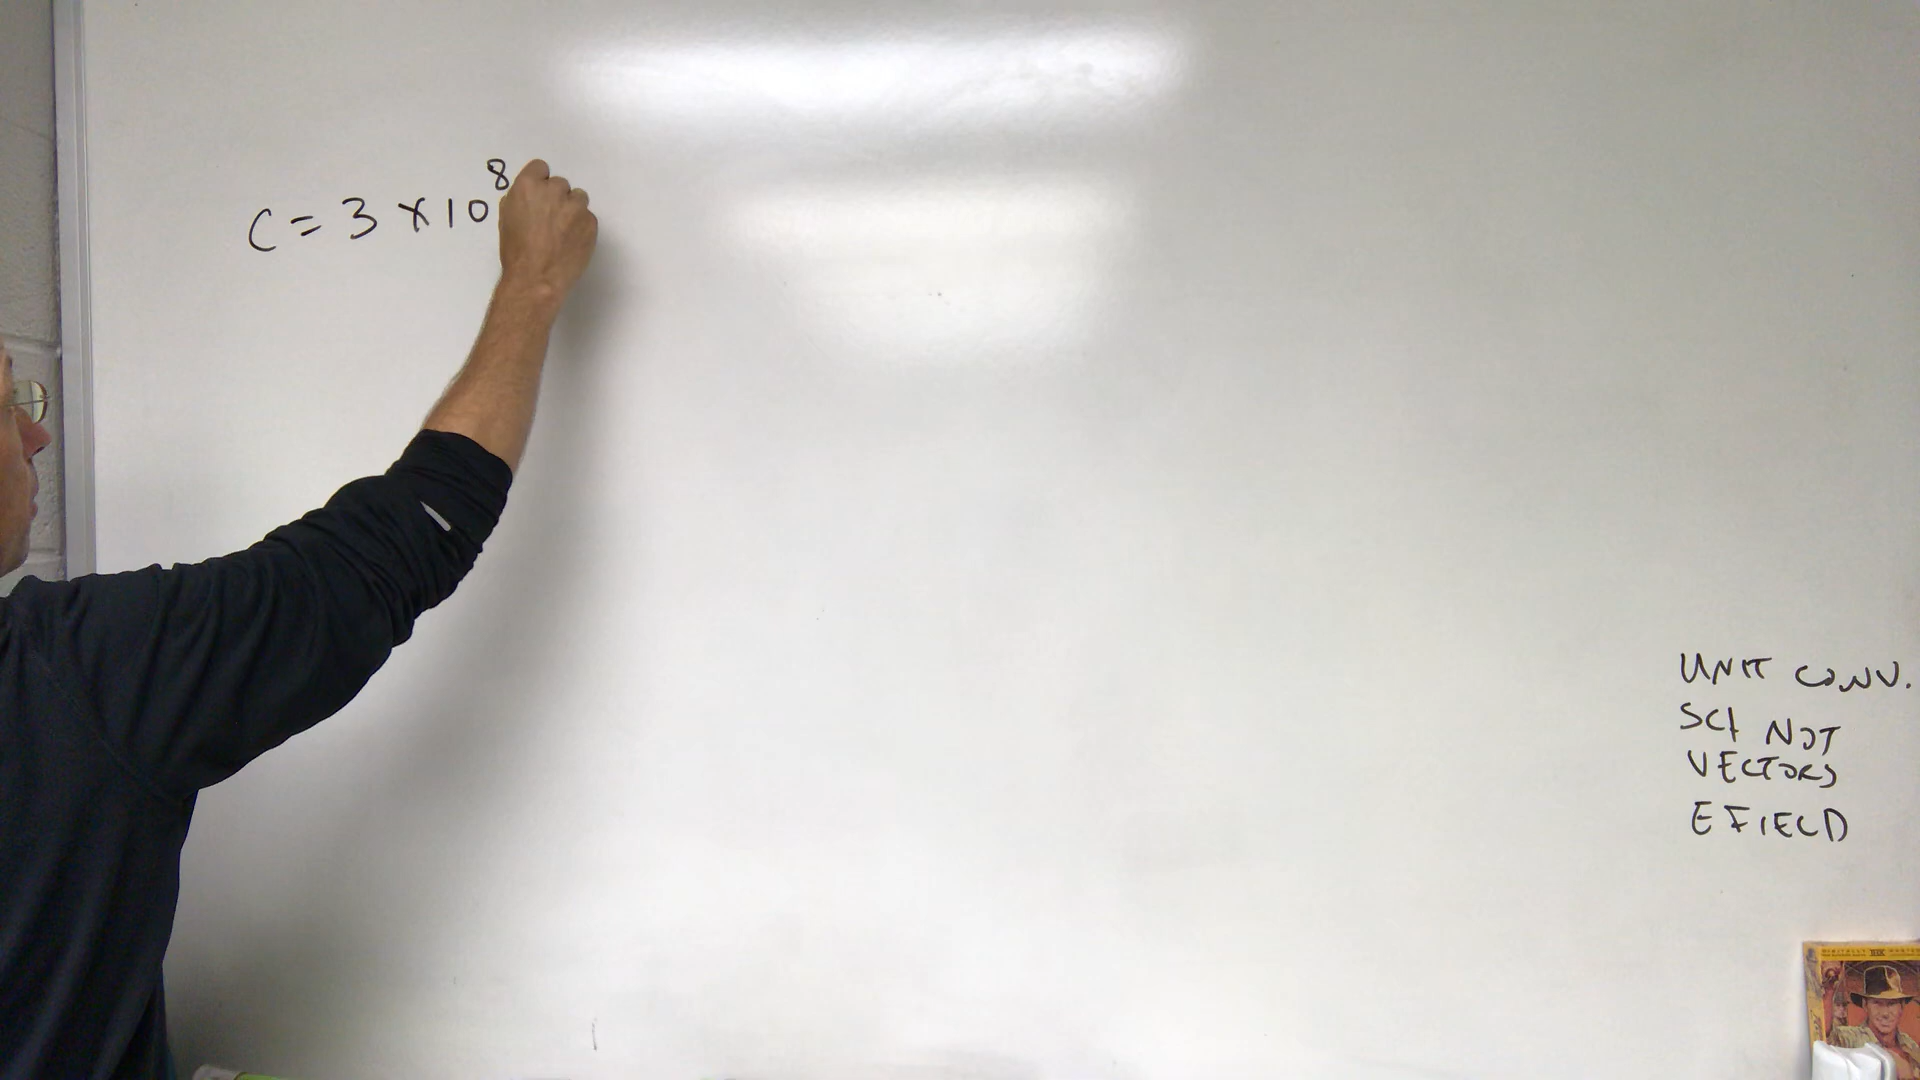 C = 3 × 10⁸
UNIT CONV.
SCI NOT
VECTORS
E FIELD